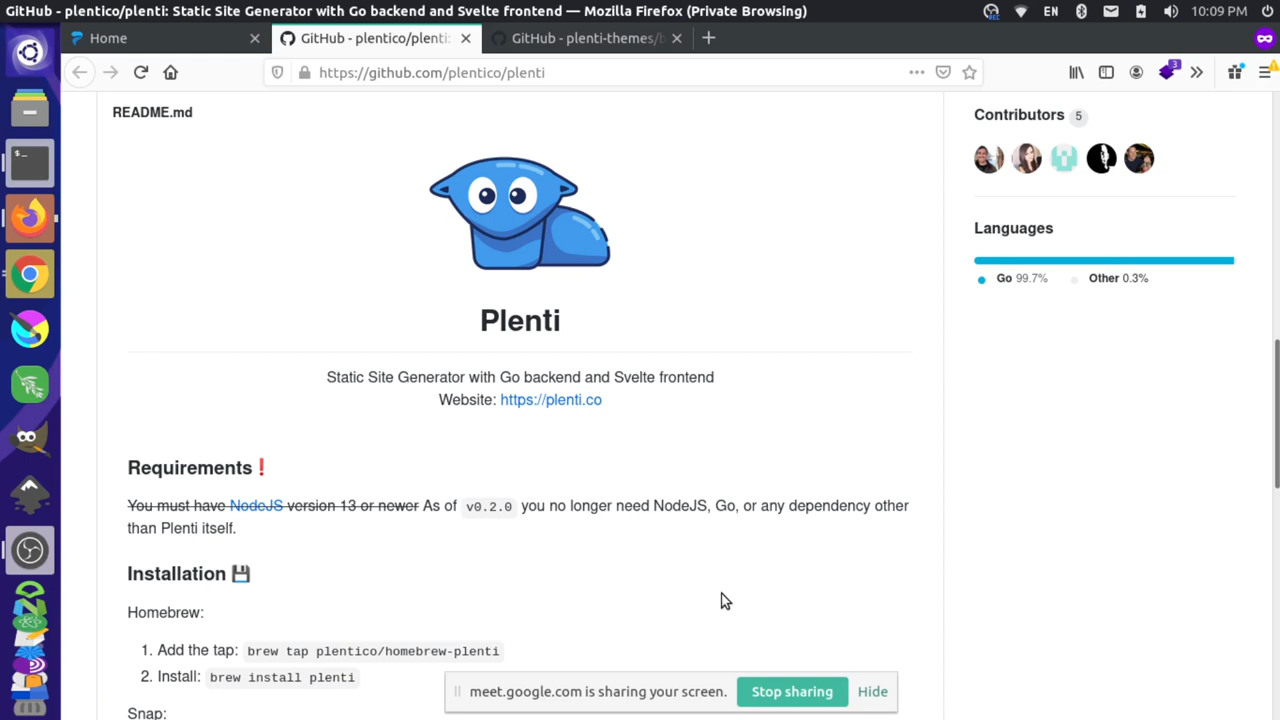 GitHub - plentico/plenti: Static Site Generator with Go backend and Svelte frontend — Mozilla Firefox (Private Browsing)
EN
10:09 PM
Home
GitHub - plentico/plenti:
GitHub - plenti-themes/b
https://github.com/plentico/plenti
3
README.md
Plenti
Static Site Generator with Go backend and Svelte frontend
Website: https://plenti.co
Requirements❗
You must have NodeJS version 13 or newer As of v0.2.0 you no longer need NodeJS, Go, or any dependency other
than Plenti itself.
Installation 💾
Homebrew:
1. Add the tap: brew tap plentico/homebrew-plenti
2. Install: brew install plenti
Snap:
Contributors 5
Languages
Go 99.7%
Other 0.3%
meet.google.com is sharing your screen.
Stop sharing
Hide